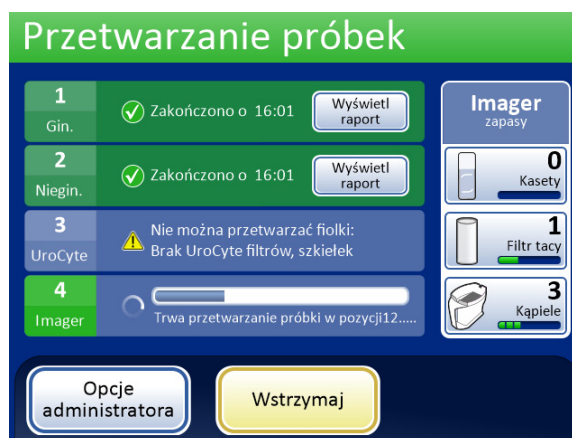 Przetwarzanie próbek
1
Gin.
Zakończono o 16:01
Wyświetl
raport
2
Niegin.
Zakończono o 16:01
Wyświetl
raport
3
UroCyte
Nie można przetwarzać fiolki:
Brak UroCyte filtrów, szkiełek
4
Imager
Trwa przetwarzanie próbki w pozycji12.....
Imager
zapasy
0
Kasety
1
Filtr tacy
3
Kąpiele
Opcje
administratora
Wstrzymaj